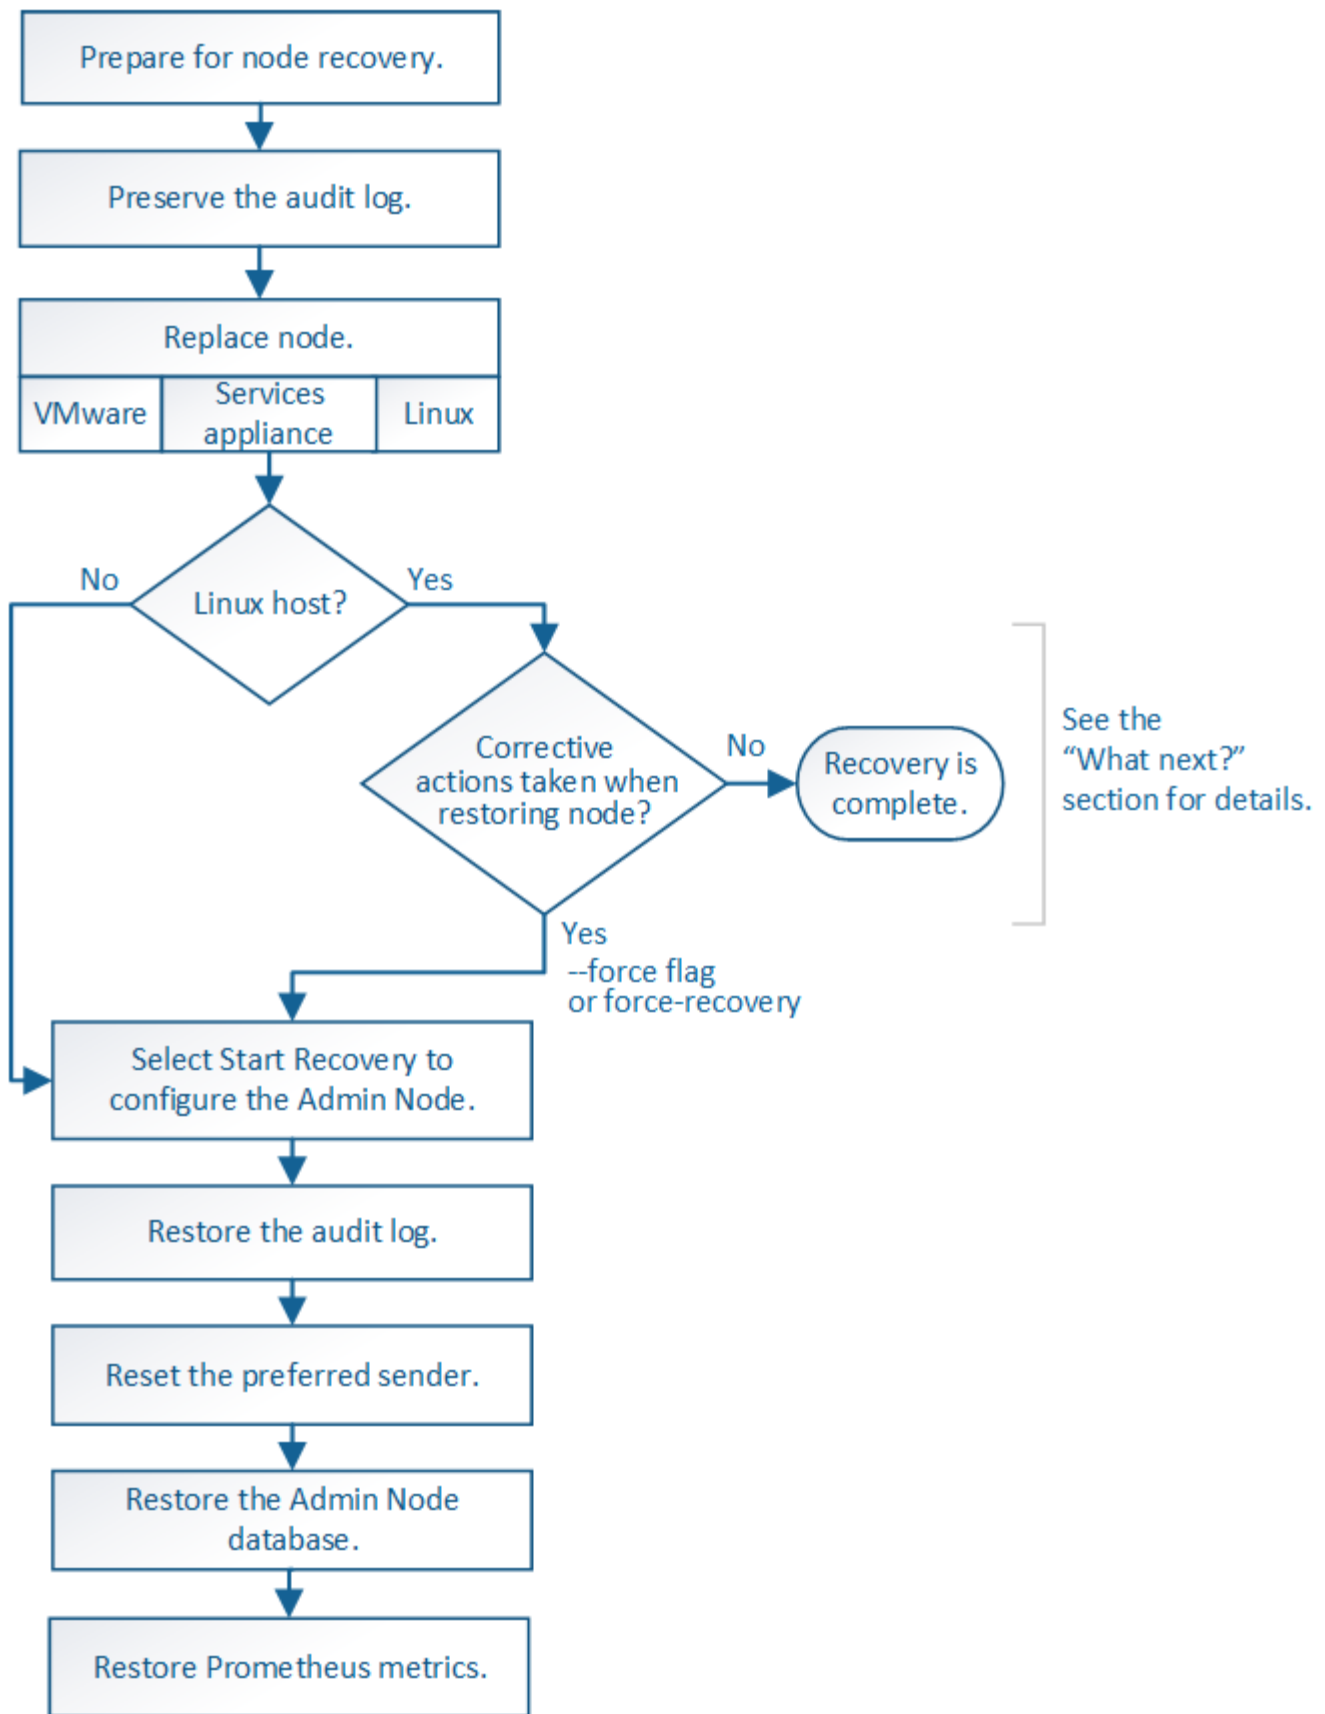 Prepare for node recovery.
Preserve the audit log.
Replace node.
VMware
Services
appliance
Linux
Linux host?
No
Yes
Corrective
actions taken when
restoring node?
No
Recovery is
complete.
See the
“What next?”
section for details.
Yes
--force flag
or force-recovery
Select Start Recovery to
configure the Admin Node.
Restore the audit log.
Reset the preferred sender.
Restore the Admin Node
database.
Restore Prometheus metrics.